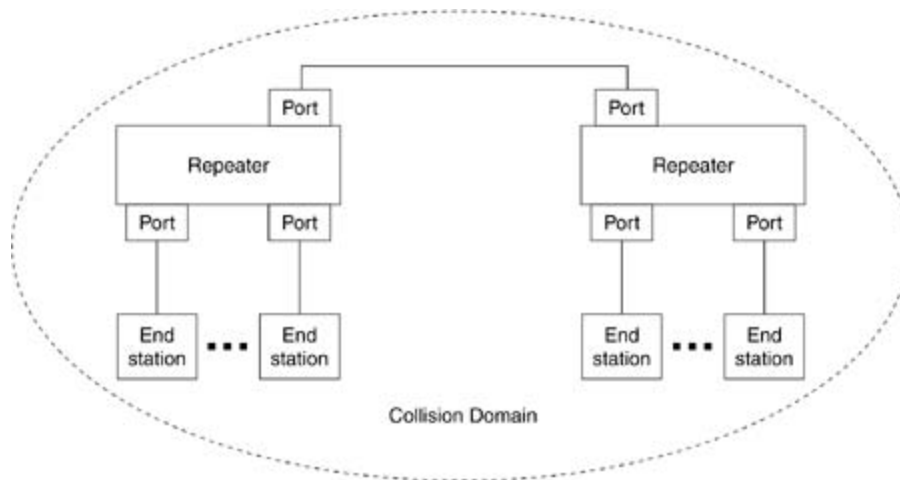 Port
Port
Repeater
Repeater
Port
Port
Port
Port
End
station
End
station
End
station
End
station
Collision Domain